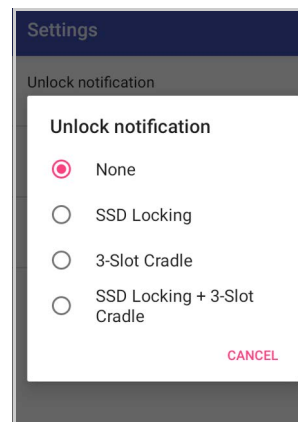 Settings
Unlock notification
Unlock notification
None
SSD Locking
3-Slot Cradle
SSD Locking + 3-Slot
Cradle
CANCEL